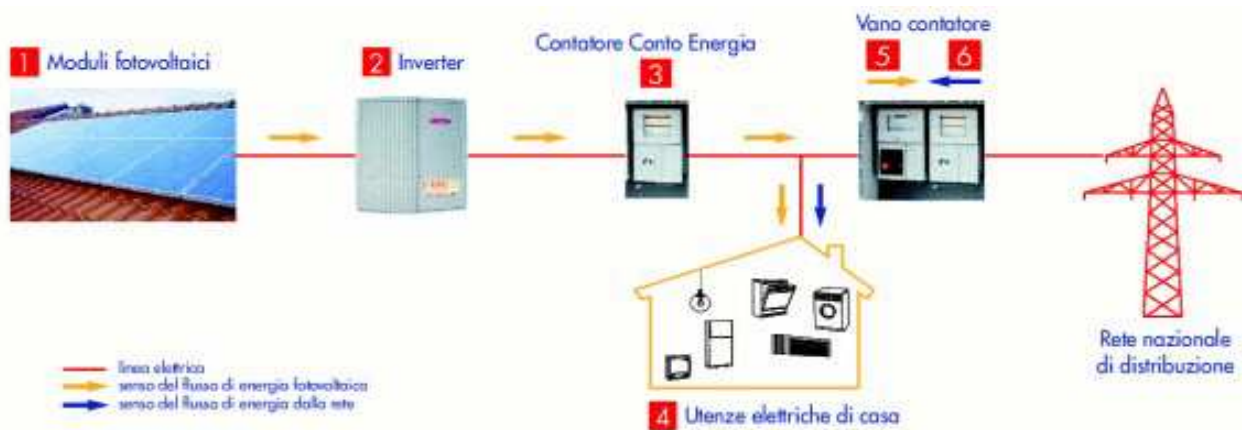 1 Moduli fotovoltaici
2 Inverter
Contatore Conto Energia
3
Vano contatore
5 6
Rete nazionale
di distribuzione
linea elettrica
senso del flusso di energia fotovoltaica
senso del flusso di energia dalla rete
4 Utenze elettriche di casa